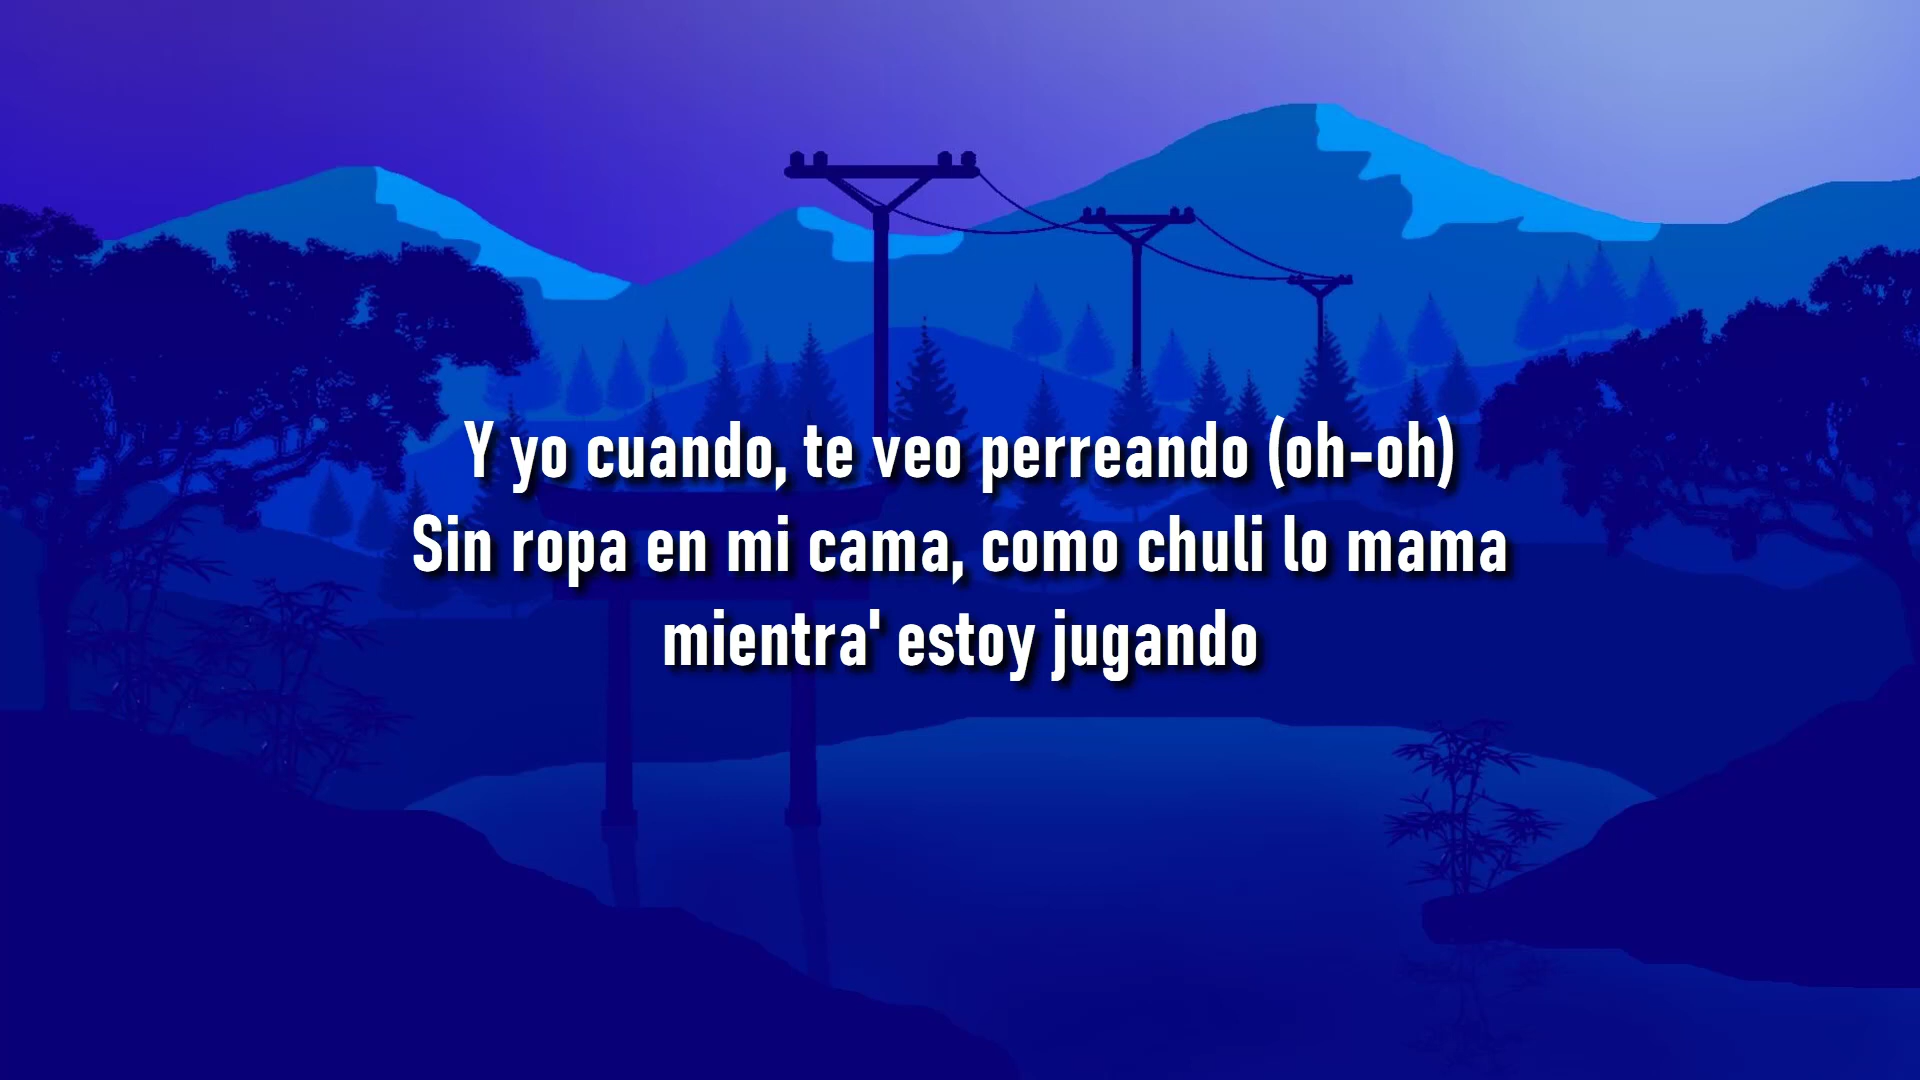 Y yo cuando, te veo perreando (oh-oh)
Sin ropa en mi cama, como chuli lo mama
mientra' estoy jugando